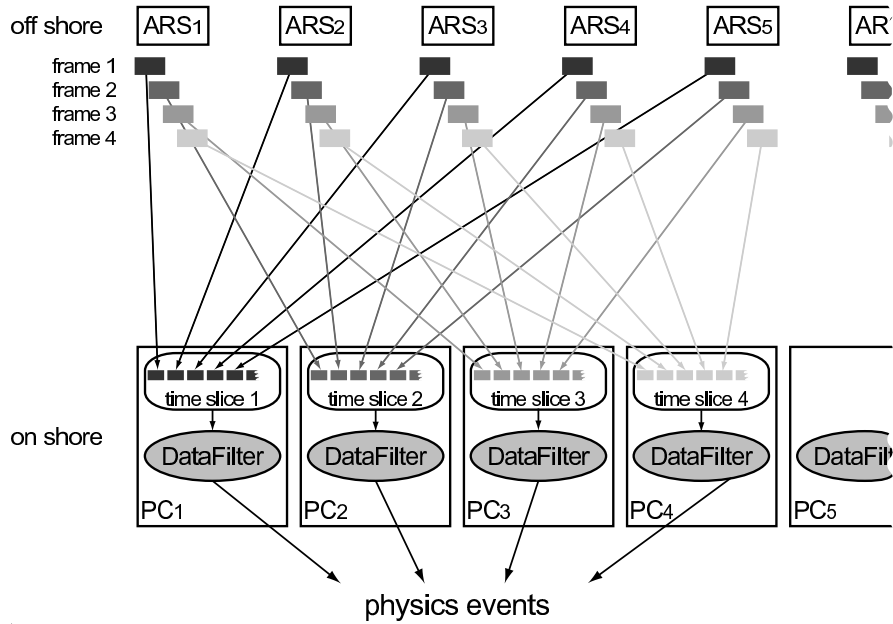 off shore ARS1 ARS2 ARS3 ARS4 ARS5
frame 1
frame 2
frame 3
frame 4
time slice 1 time slice 2 time slice 3 time slice 4
on shore DataFilter DataFilter DataFilter DataFilter
PC1 PC2 PC3 PC4 PC5
physics events